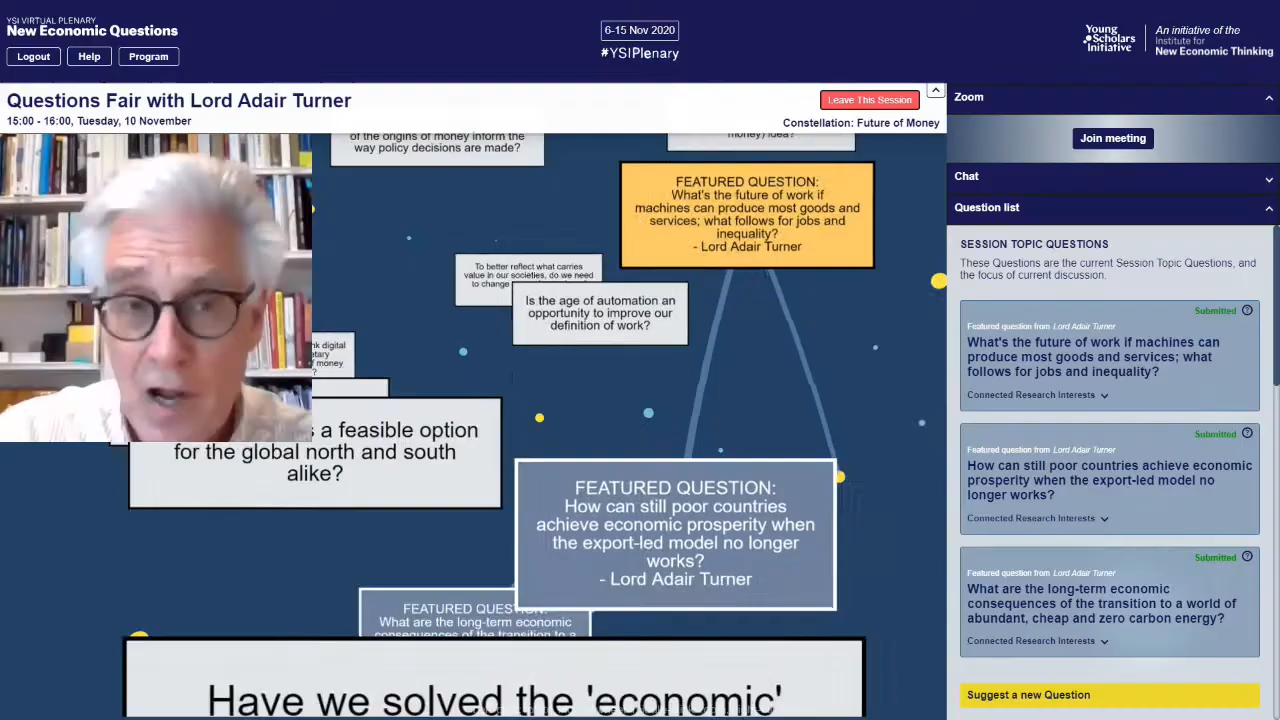 YSI VIRTUAL PLENARY
New Economic Questions
Logout
Help
Program
6-15 Nov 2020
#YSIPlenary
Young
Scholars
Initiative
An initiative of the
Institute for
New Economic Thinking
Questions Fair with Lord Adair Turner
15:00 - 16:00, Tuesday, 10 November
Leave This Session
Constellation: Future of Money
of the origins of money inform the
way policy decisions are made?
money) idea?
FEATURED QUESTION:
What's the future of work if
machines can produce most goods and
services; what follows for jobs and
inequality?
- Lord Adair Turner
To better reflect what carries
value in our societies, do we need
to change
Is the age of automation an
opportunity to improve our
definition of work?
digital
of money
?
s a feasible option
for the global north and south
alike?
FEATURED QUESTION:
How can still poor countries
achieve economic prosperity when
the export-led model no longer
works?
- Lord Adair Turner
FEATURED QUESTION:
What are the long-term economic
consequences of the transition to a
Have we solved the 'economic'
Zoom
Join meeting
Chat
Question list
SESSION TOPIC QUESTIONS
These Questions are the current Session Topic Questions, and
the focus of current discussion.
Submitted
Featured question from Lord Adair Turner
What's the future of work if machines can
produce most goods and services; what
follows for jobs and inequality?
Connected Research Interests
Submitted
Featured question from Lord Adair Turner
How can still poor countries achieve economic
prosperity when the export-led model no
longer works?
Connected Research Interests
Submitted
Featured question from Lord Adair Turner
What are the long-term economic
consequences of the transition to a world of
abundant, cheap and zero carbon energy?
Connected Research Interests
Suggest a new Question